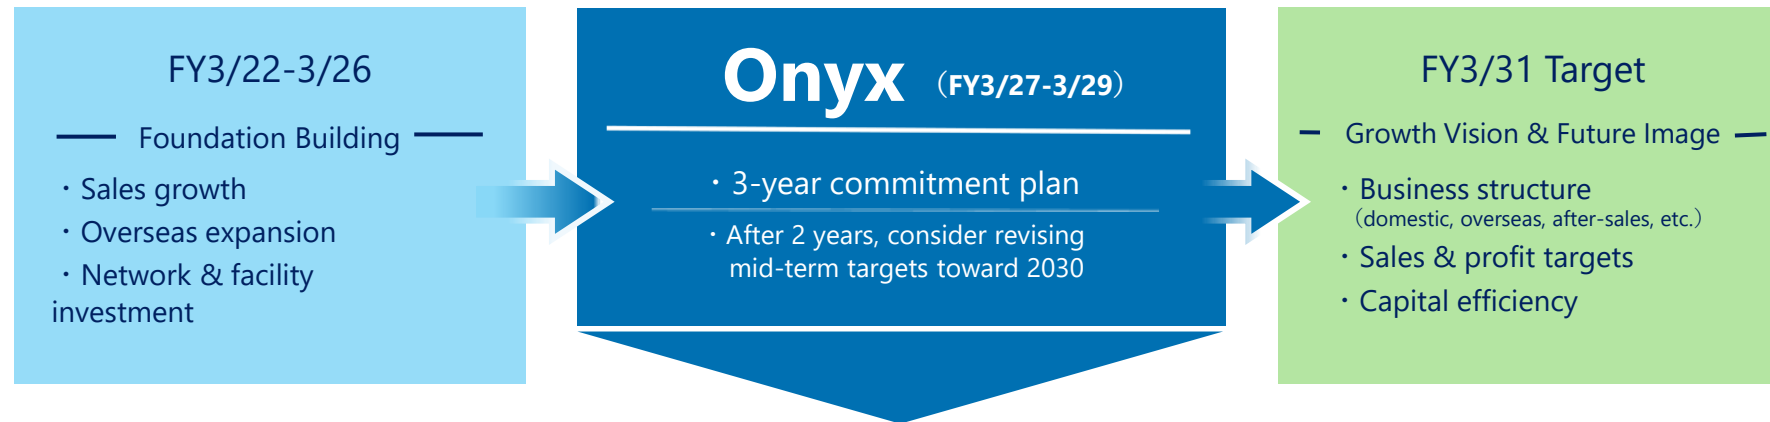 FY3/22-3/26
Foundation Building
・Sales growth
・Overseas expansion
・Network & facility
investment
Onyx （FY3/27-3/29）
・3-year commitment plan
・After 2 years, consider revising
mid-term targets toward 2030
FY3/31 Target
Growth Vision & Future Image
・Business structure
（domestic, overseas, after-sales, etc.）
・Sales & profit targets
・Capital efficiency